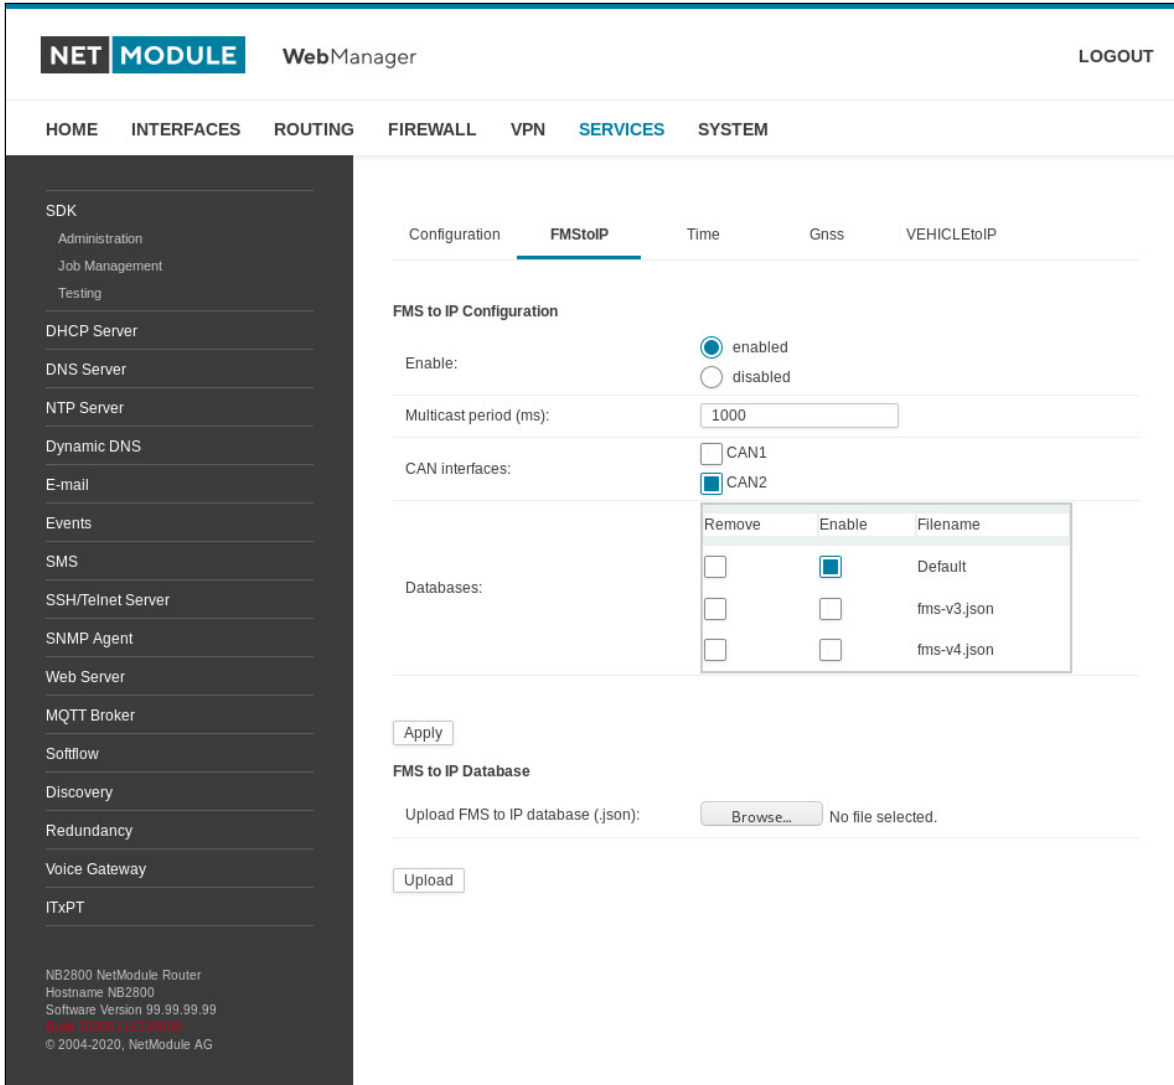 NET MODULE WebManager LOGOUT
HOME INTERFACES ROUTING FIREWALL VPN SERVICES SYSTEM
SDK
Administration
Job Management
Testing
DHCP Server
DNS Server
NTP Server
Dynamic DNS
E-mail
Events
SMS
SSH/Telnet Server
SNMP Agent
Web Server
MQTT Broker
Softflow
Discovery
Redundancy
Voice Gateway
ITxPT
NB2800 NetModule Router
Hostname NB2800
Software Version 99.99.99.99
Build
© 2004-2020, NetModule AG
Configuration FMStoIP Time Gnss VEHICLEtoIP
FMS to IP Configuration
Enable:
enabled
disabled
Multicast period (ms): 1000
CAN interfaces:
CAN1
CAN2
Databases:
Remove Enable Filename
Default
fms-v3.json
fms-v4.json
Apply
FMS to IP Database
Upload FMS to IP database (.json): Browse... No file selected.
Upload